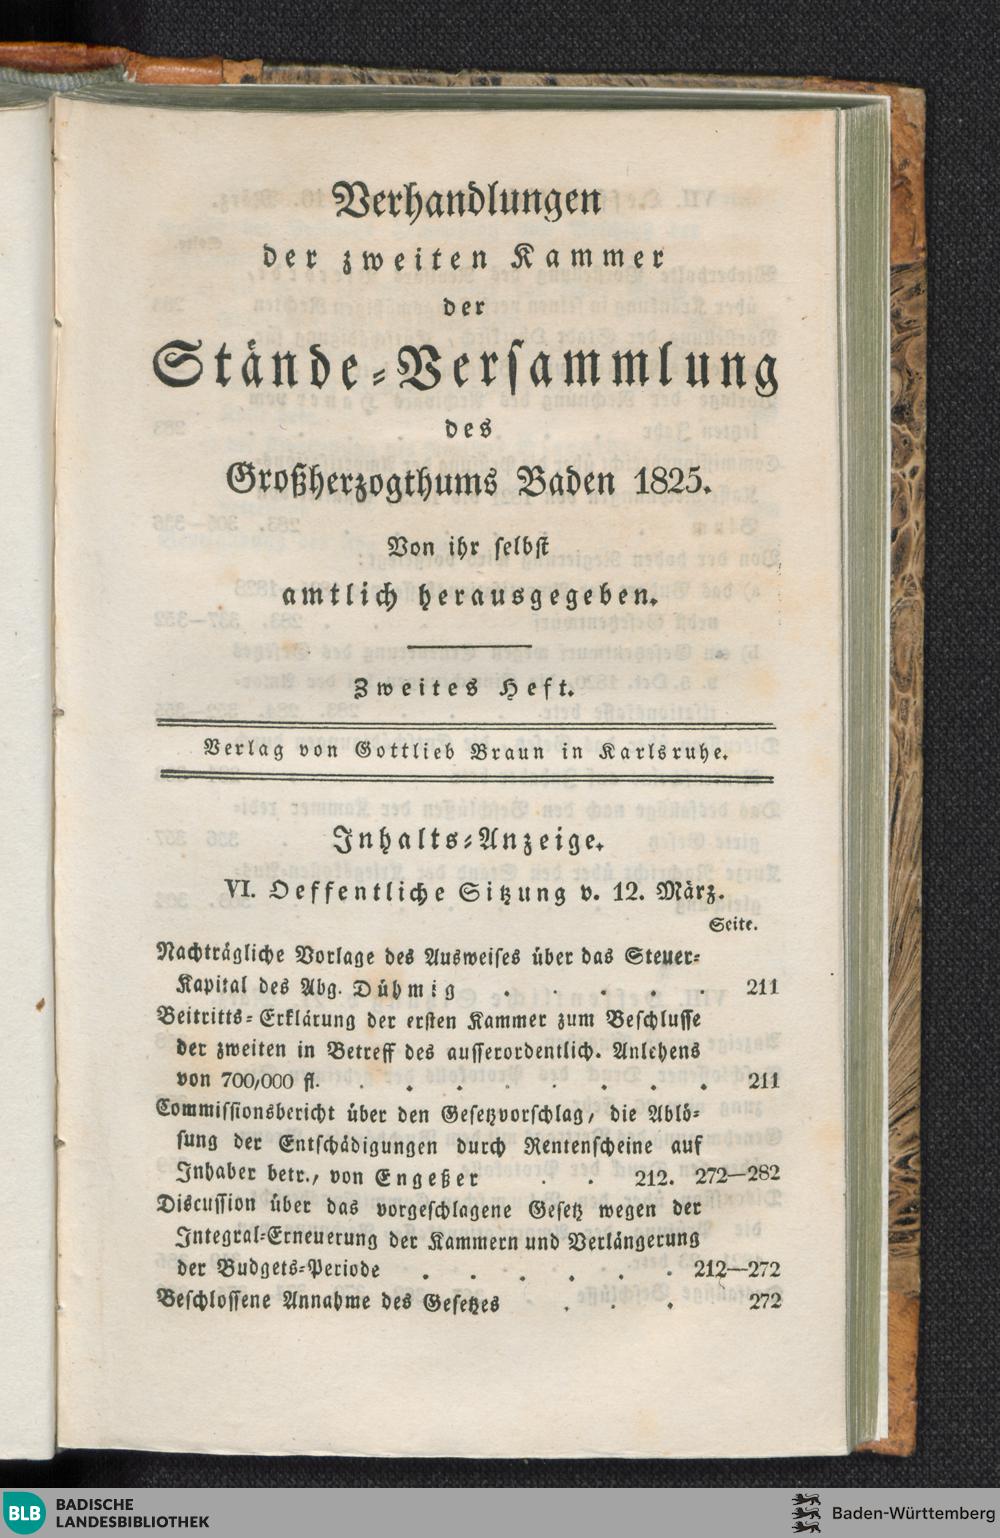 Verhandlungen
der zweiten Kammer
der
Stände-Versammlung
des
Großherzogthums Baden 1825.
Von ihr selbst
amtlich herausgegeben.
Zweites Heft.
Verlag von Gottlieb Braun in Karlsruhe.
Inhalts-Anzeige.
VI. Oeffentliche Sitzung v. 12. März.
Seite.
Nachträgliche Vorlage des Ausweises über das Steuer-
Kapital des Abg. Dühmig . . . . . 211
Beitritts-Erklärung der ersten Kammer zum Beschlusse
der zweiten in Betreff des ausserordentlich. Anlehens
von 700,000 fl. . . . . . . . . 211
Commissionsbericht über den Gesetzvorschlag, die Ablö-
sung der Entschädigungen durch Rentenscheine auf
Inhaber betr., von Engeßer . . 212. 272—282
Discussion über das vorgeschlagene Gesetz wegen der
Integral-Erneuerung der Kammern und Verlängerung
der Budgets-Periode . . . . . . 212—272
Beschlossene Annahme des Gesetzes . . . 272
BLB BADISCHE
LANDESBIBLIOTHEK
Baden-Württemberg